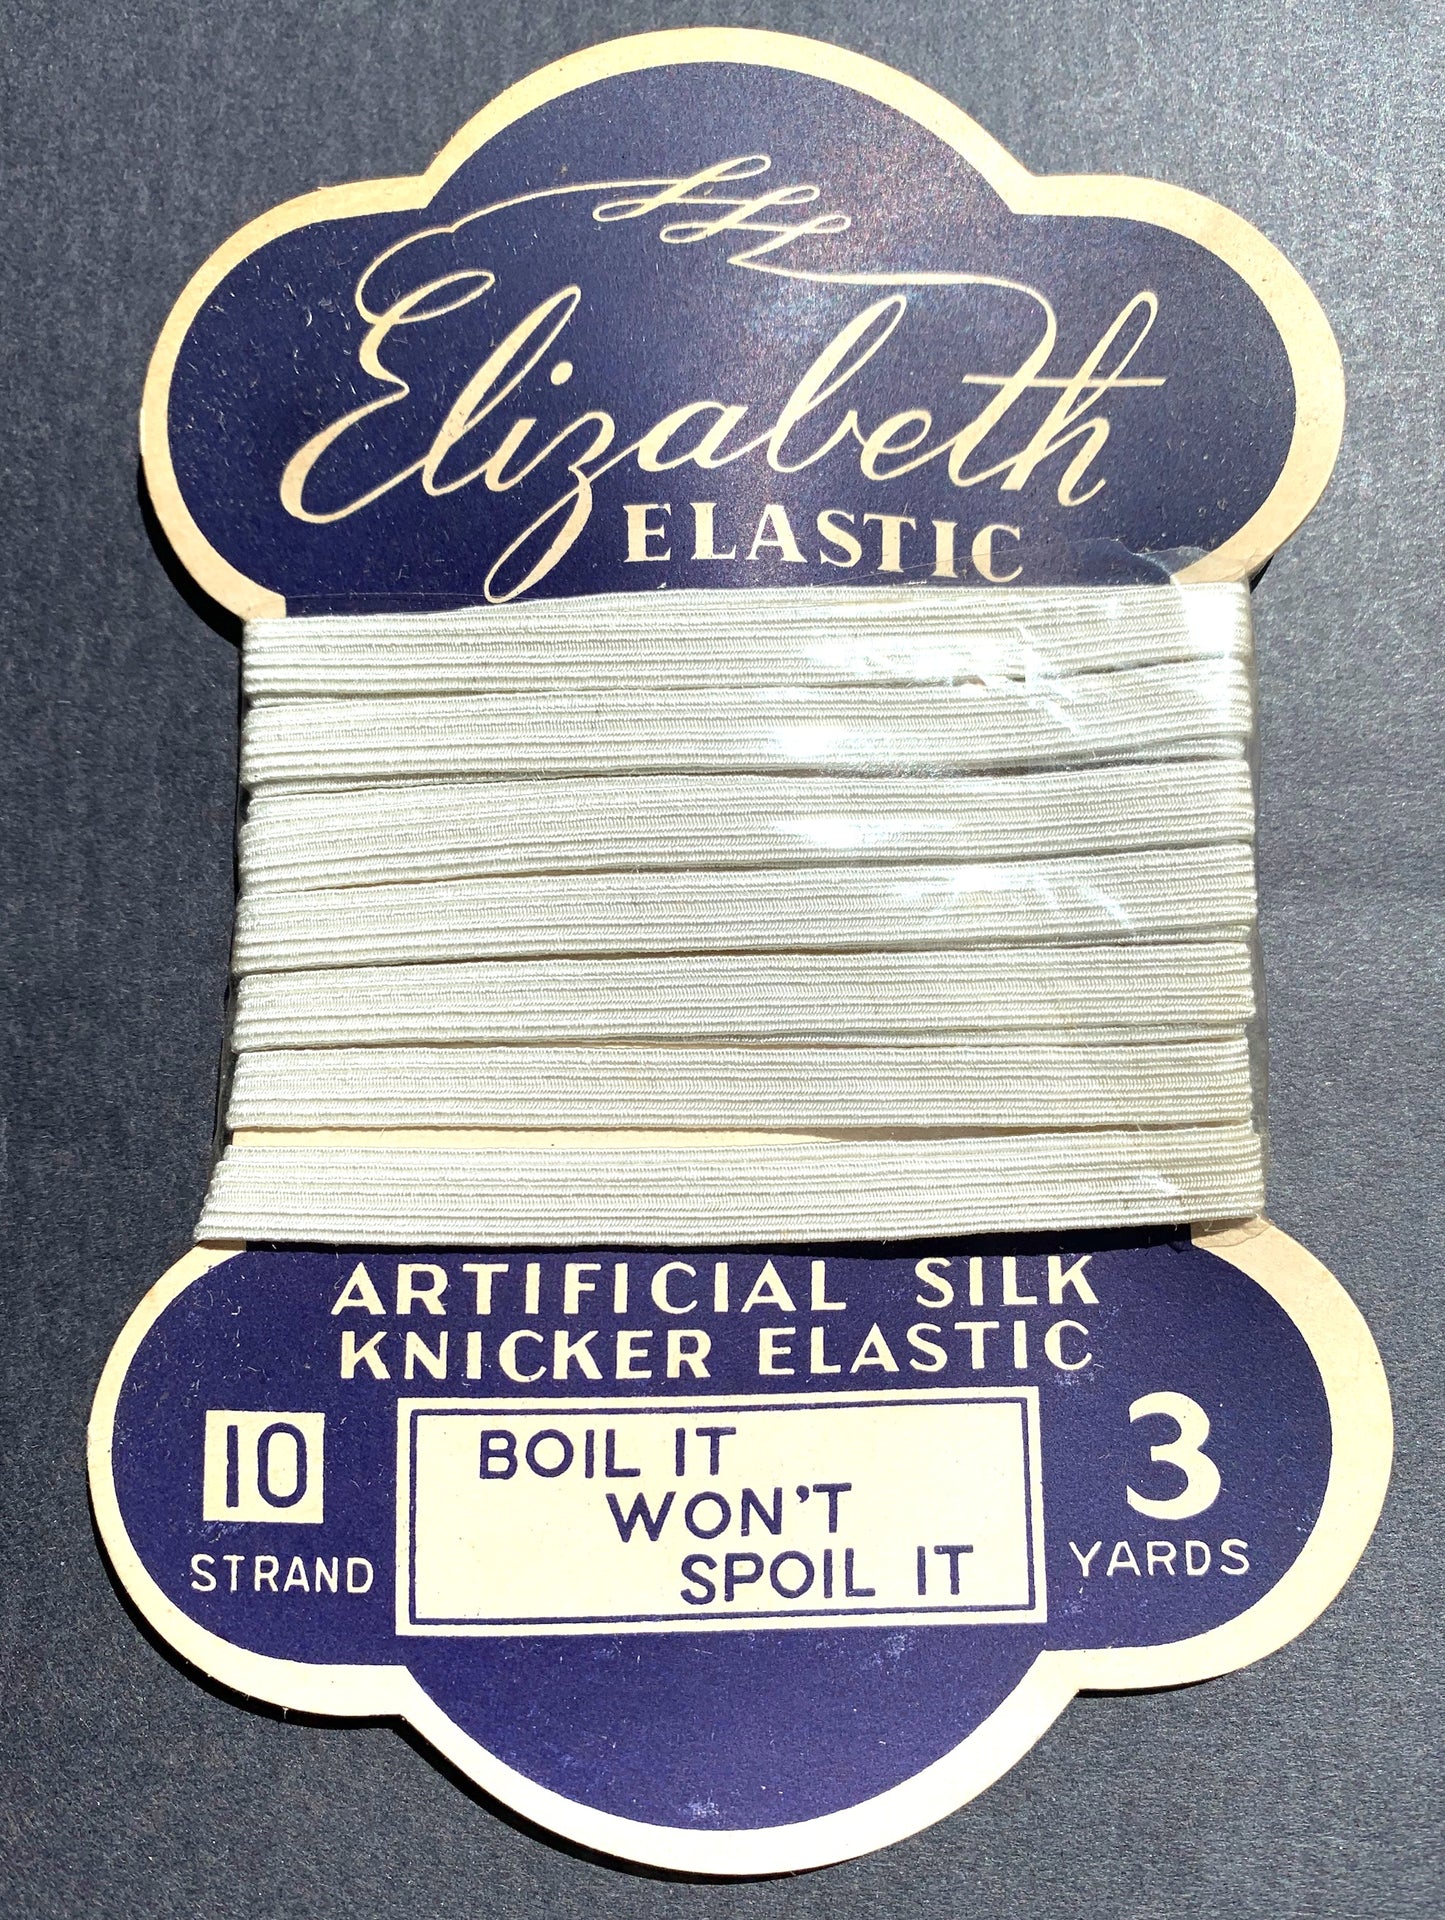 Elizabeth
ELASTIC
ARTIFICIAL SILK
KNICKER ELASTIC
10
STRAND
BOIL IT
WON'T
SPOIL IT
3
YARDS